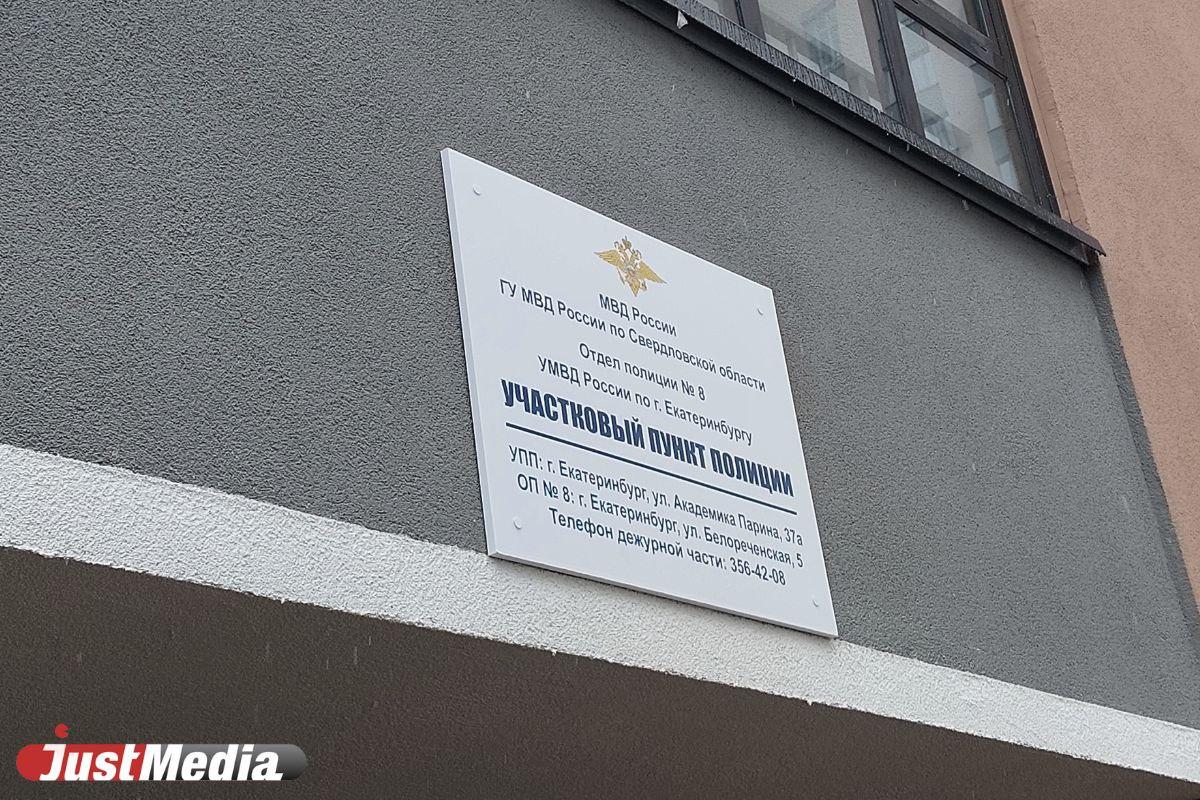 МВД России
ГУ МВД России по Свердловской области
Отдел полиции № 8
УМВД России по г. Екатеринбургу
УЧАСТКОВЫЙ ПУНКТ ПОЛИЦИИ
УПП: г. Екатеринбург, ул. Академика Парина, 37а
ОП № 8: г. Екатеринбург, ул. Белореченская, 5
Телефон дежурной части: 356-42-08
JustMedia